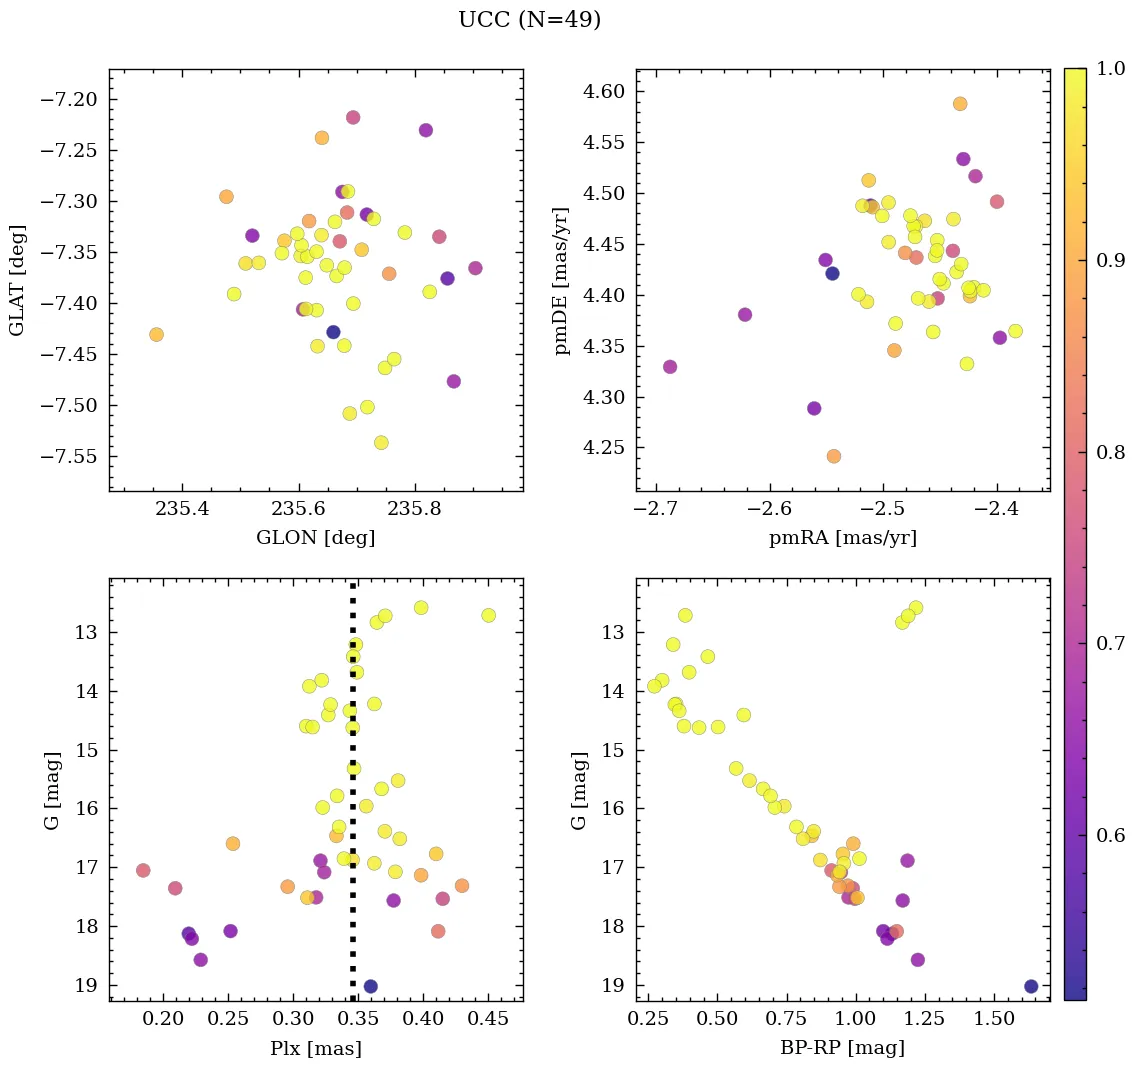 UCC (N=49)
−7.20
−7.25
−7.30
−7.35
−7.40
−7.45
−7.50
−7.55
GLAT [deg]
235.4 235.6 235.8
GLON [deg]
4.60
4.55
4.50
4.45
4.40
4.35
4.30
4.25
pmDE [mas/yr]
−2.7 −2.6 −2.5 −2.4
pmRA [mas/yr]
1.0
0.9
0.8
0.7
0.6
13
14
15
16
17
18
19
G [mag]
0.20 0.25 0.30 0.35 0.40 0.45
Plx [mas]
13
14
15
16
17
18
19
G [mag]
0.25 0.50 0.75 1.00 1.25 1.50
BP-RP [mag]